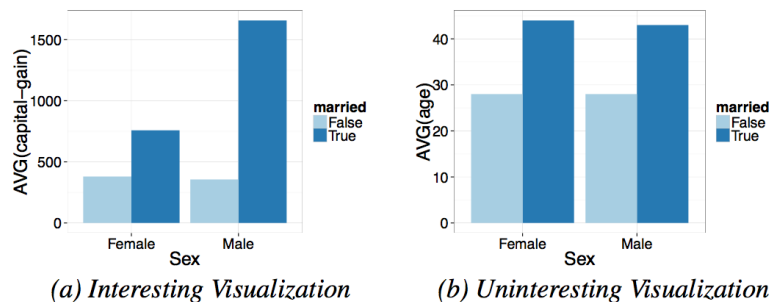 AVG(capital-gain)
1500
1000
500
0
Female
Male
Sex
married
False
True
(a) Interesting Visualization
AVG(age)
40
30
20
10
0
Female
Male
Sex
married
False
True
(b) Uninteresting Visualization